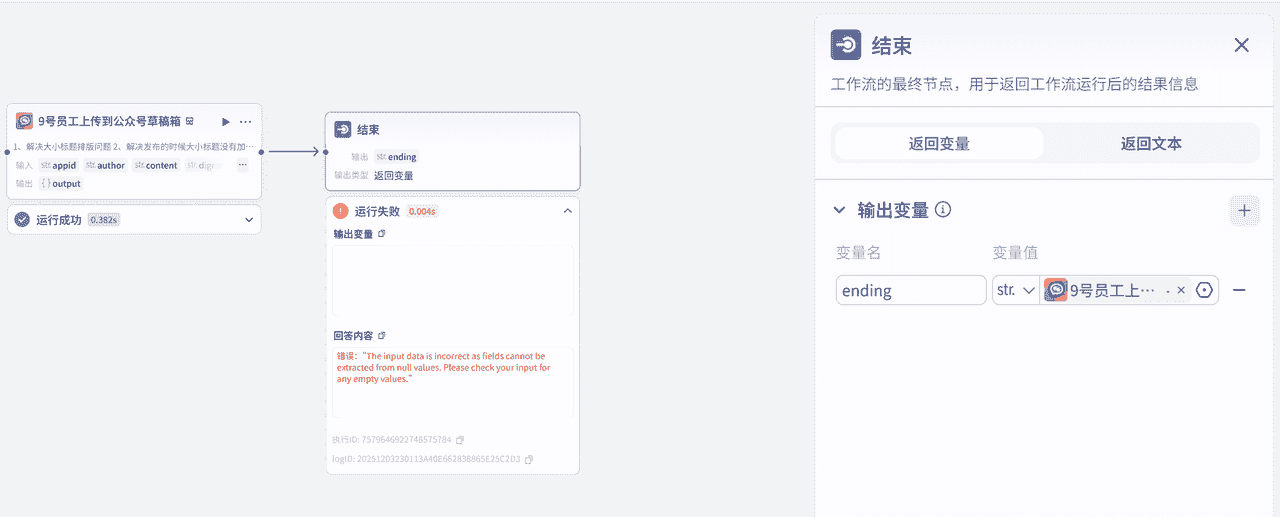 9号员工上传到公众号草稿箱
1、解决大小标题排版问题 2、解决发布的时候大小标题没有加…
输入 str. appid str. author str. content str. diges ···
输出 { } output
运行成功 0.382s
结束
输出 str. ending
输出类型 返回变量
运行失败 0.004s
输出变量
回答内容
错误："The input data is incorrect as fields cannot be
extracted from null values. Please check your input for
any empty values."
执行ID: 7579646922748575784
logID: 20251203230113A40E662838865E25C2D3
结束
工作流的最终节点，用于返回工作流运行后的结果信息
返回变量 返回文本
输出变量
变量名 变量值
ending str. 9号员工上··· -